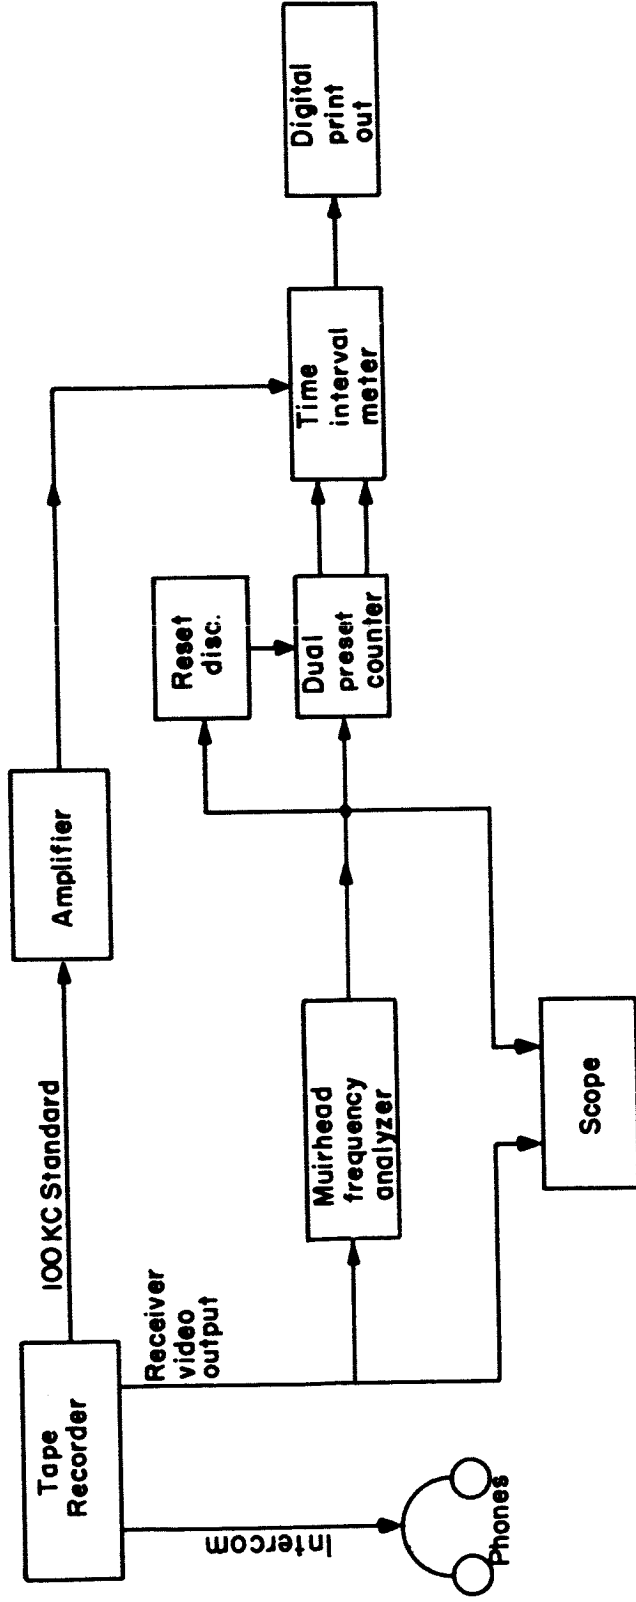 Tape
Recorder
100 KC Standard
Amplifier
Receiver
video
output
Intercom
Phones
Muirhead
frequency
analyzer
Scope
Reset
disc.
Dual
preset
counter
Time
interval
meter
Digital
print
out